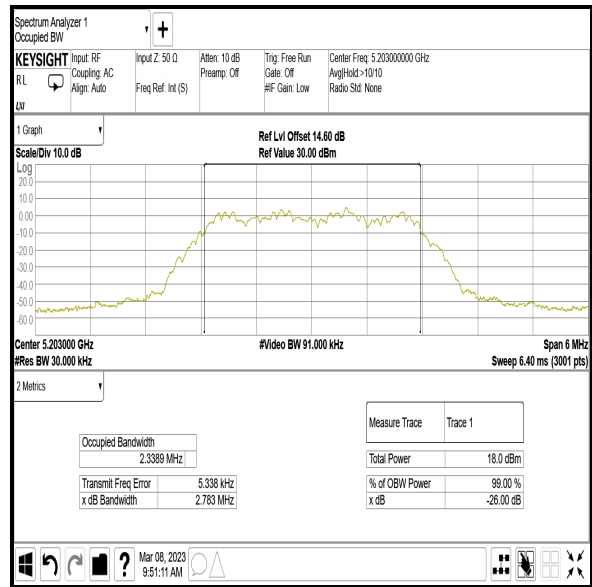 Spectrum Analyzer 1
Occupied BW
+
KEYSIGHT Input: RF Input Z: 50 Ω Atten: 10 dB Trig: Free Run Center Freq: 5.203000000 GHz
RL Coupling: AC Preamp: Off Gate: Off Avg|Hold:>10/10
Align: Auto Freq Ref: Int (S) #IF Gain: Low Radio Std: None
LXI
1 Graph Ref Lvl Offset 14.60 dB
Scale/Div 10.0 dB Ref Value 30.00 dBm
Log
20.0
10.0
0.00
-10.0
-20.0
-30.0
-40.0
-50.0
-60.0
Center 5.203000 GHz #Video BW 91.000 kHz Span 6 MHz
#Res BW 30.000 kHz Sweep 6.40 ms (3001 pts)
2 Metrics
Measure Trace Trace 1
Occupied Bandwidth
2.3389 MHz Total Power 18.0 dBm
Transmit Freq Error 5.338 kHz % of OBW Power 99.00 %
x dB Bandwidth 2.783 MHz x dB -26.00 dB
? Mar 08, 2023
9:51:11 AM